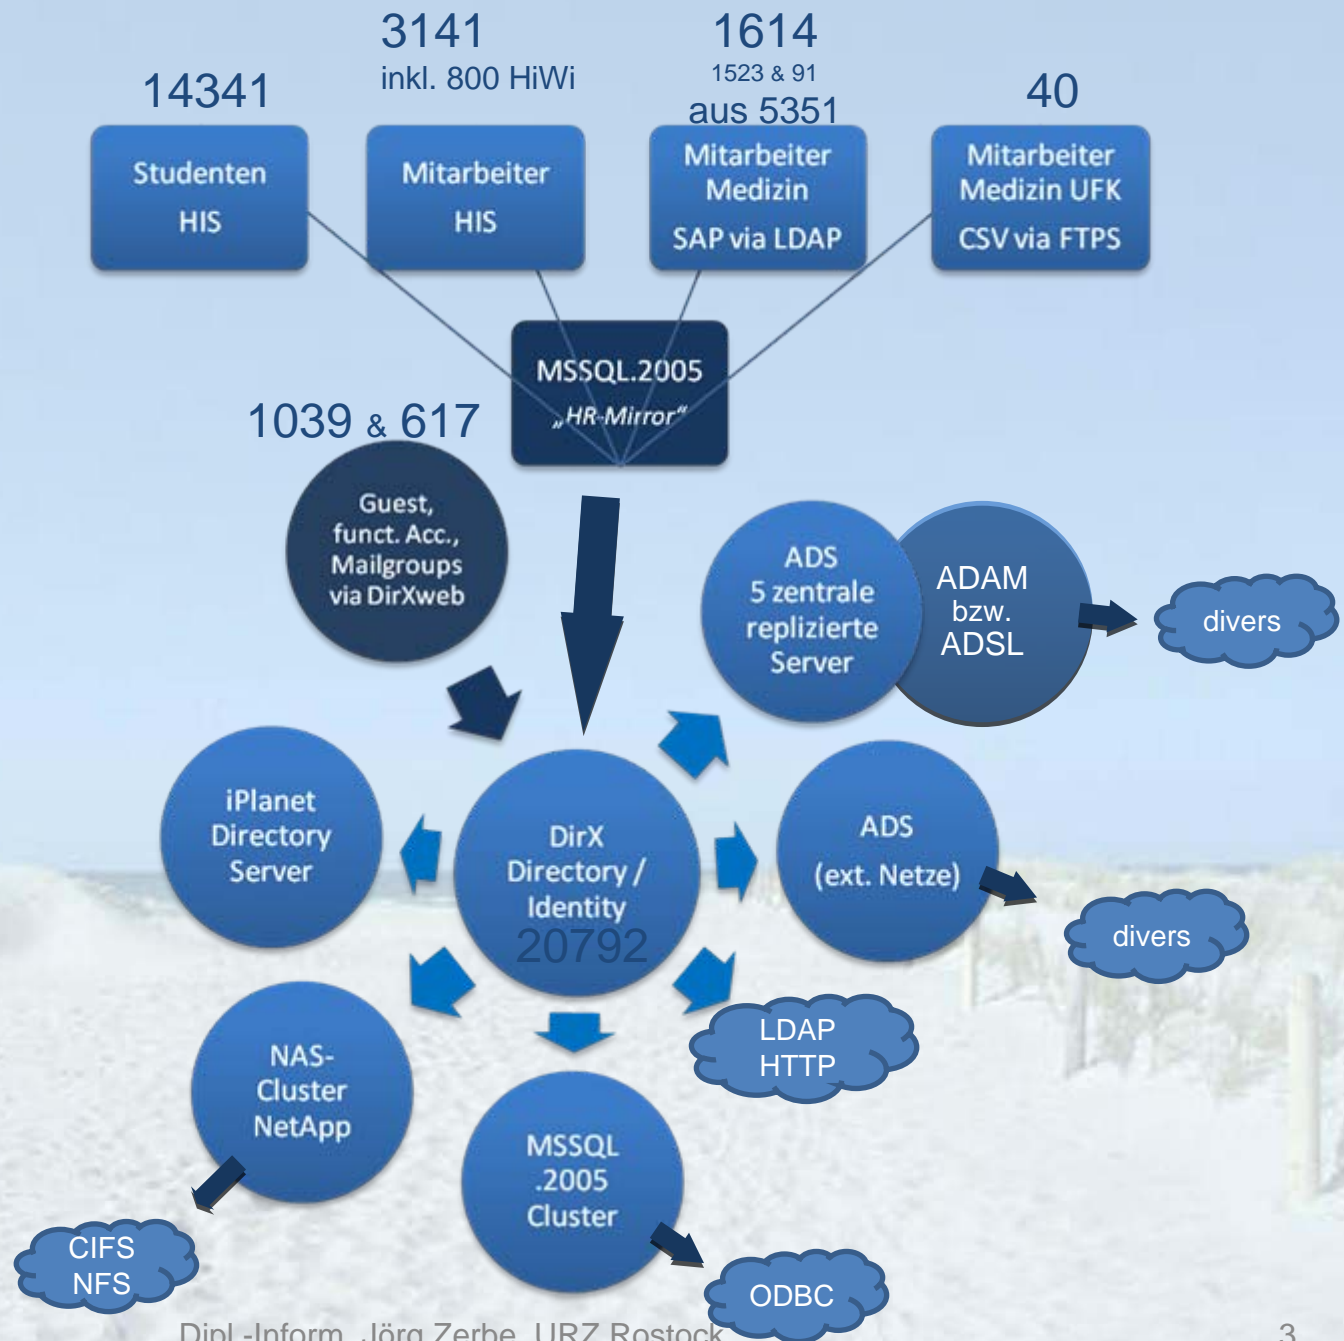 3141
inkl. 800 HiWi
1614
1523 & 91
aus 5351
14341
40
Studenten
HIS
Mitarbeiter
HIS
Mitarbeiter
Medizin
SAP via LDAP
Mitarbeiter
Medizin UFK
CSV via FTPS
MSSQL.2005
„HR-Mirror“
1039 & 617
Guest,
funct. Acc.,
Mailgroups
via DirXweb
ADS
5 zentrale
replizierte
Server
ADAM
bzw.
ADSL
divers
iPlanet
Directory
Server
DirX
Directory /
Identity
20792
ADS
(ext. Netze)
divers
LDAP
HTTP
NAS-
Cluster
NetApp
MSSQL
.2005
Cluster
CIFS
NFS
ODBC
Dipl.-Inform. Jörg Zerbe, URZ Rostock
3